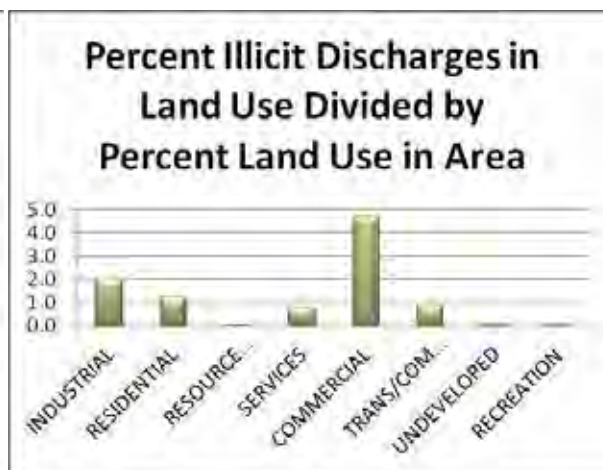 Percent Illicit Discharges in
Land Use Divided by
Percent Land Use in Area
5.0
4.0
3.0
2.0
1.0
0.0
INDUSTRIAL
RESIDENTIAL
RESOURCE...
SERVICES
COMMERCIAL
TRANS/COM...
UNDEVELOPED
RECREATION